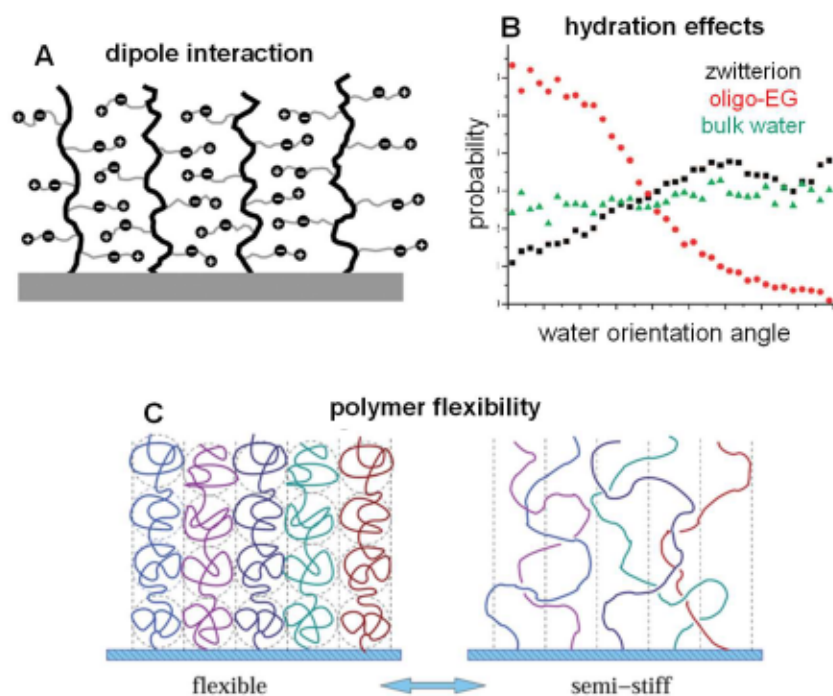 A dipole interaction
B hydration effects
zwitterion
oligo-EG
bulk water
probability
water orientation angle
C polymer flexibility
flexible
semi-stiff